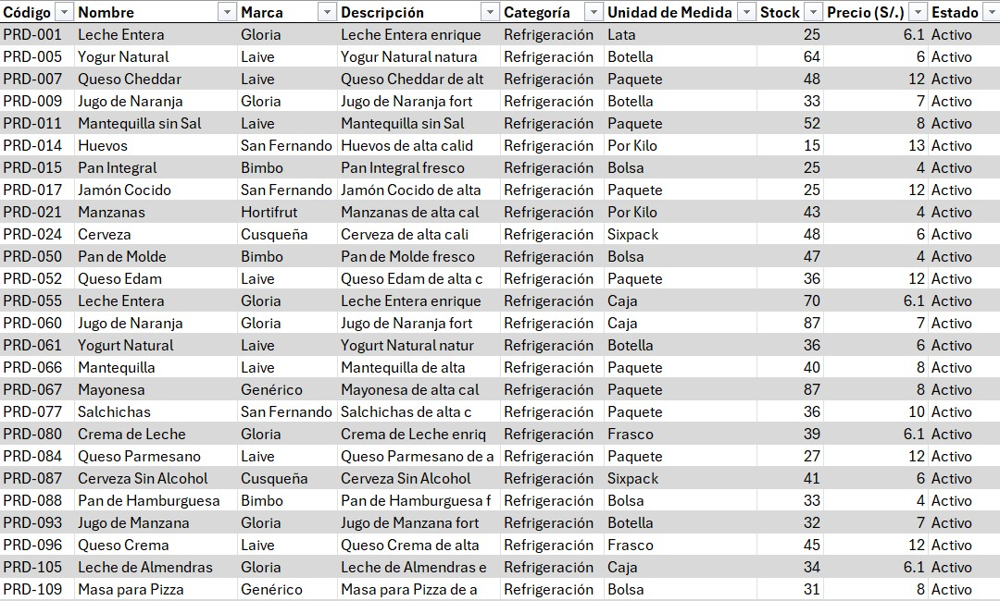 Código Nombre Marca Descripción Categoría Unidad de Medida Stock Precio (S/.) Estado
PRD-001 Leche Entera Gloria Leche Entera enrique Refrigeración Lata 25 6.1 Activo
PRD-005 Yogur Natural Laive Yogur Natural natura Refrigeración Botella 64 6 Activo
PRD-007 Queso Cheddar Laive Queso Cheddar de alt Refrigeración Paquete 48 12 Activo
PRD-009 Jugo de Naranja Gloria Jugo de Naranja fort Refrigeración Botella 33 7 Activo
PRD-011 Mantequilla sin Sal Laive Mantequilla sin Sal Refrigeración Paquete 52 8 Activo
PRD-014 Huevos San Fernando Huevos de alta calid Refrigeración Por Kilo 15 13 Activo
PRD-015 Pan Integral Bimbo Pan Integral fresco Refrigeración Bolsa 25 4 Activo
PRD-017 Jamón Cocido San Fernando Jamón Cocido de alta Refrigeración Paquete 25 12 Activo
PRD-021 Manzanas Hortifrut Manzanas de alta cal Refrigeración Por Kilo 43 4 Activo
PRD-024 Cerveza Cusqueña Cerveza de alta cali Refrigeración Sixpack 48 6 Activo
PRD-050 Pan de Molde Bimbo Pan de Molde fresco Refrigeración Bolsa 47 4 Activo
PRD-052 Queso Edam Laive Queso Edam de alta c Refrigeración Paquete 36 12 Activo
PRD-055 Leche Entera Gloria Leche Entera enrique Refrigeración Caja 70 6.1 Activo
PRD-060 Jugo de Naranja Gloria Jugo de Naranja fort Refrigeración Caja 87 7 Activo
PRD-061 Yogurt Natural Laive Yogurt Natural natur Refrigeración Botella 36 6 Activo
PRD-066 Mantequilla Laive Mantequilla de alta Refrigeración Paquete 40 8 Activo
PRD-067 Mayonesa Genérico Mayonesa de alta cal Refrigeración Paquete 87 8 Activo
PRD-077 Salchichas San Fernando Salchichas de alta c Refrigeración Paquete 36 10 Activo
PRD-080 Crema de Leche Gloria Crema de Leche enriq Refrigeración Frasco 39 6.1 Activo
PRD-084 Queso Parmesano Laive Queso Parmesano de a Refrigeración Paquete 27 12 Activo
PRD-087 Cerveza Sin Alcohol Cusqueña Cerveza Sin Alcohol Refrigeración Sixpack 41 6 Activo
PRD-088 Pan de Hamburguesa Bimbo Pan de Hamburguesa f Refrigeración Bolsa 33 4 Activo
PRD-093 Jugo de Manzana Gloria Jugo de Manzana fort Refrigeración Botella 32 7 Activo
PRD-096 Queso Crema Laive Queso Crema de alta Refrigeración Frasco 45 12 Activo
PRD-105 Leche de Almendras Gloria Leche de Almendras e Refrigeración Caja 34 6.1 Activo
PRD-109 Masa para Pizza Genérico Masa para Pizza de a Refrigeración Bolsa 31 8 Activo